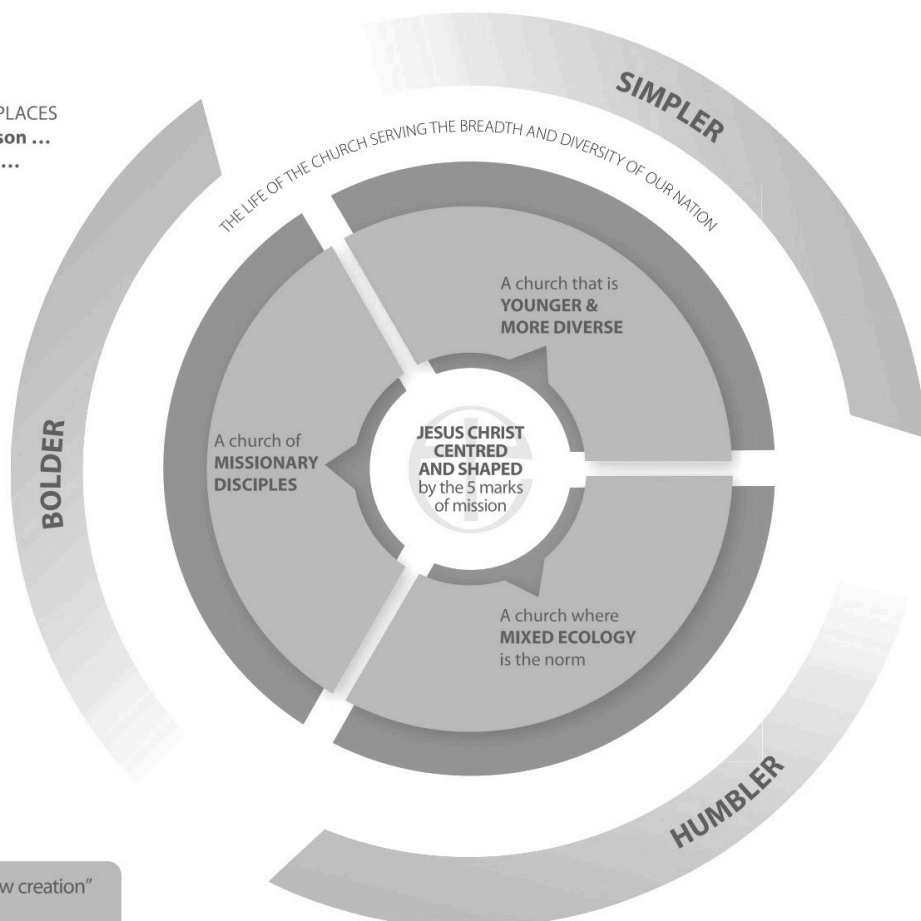 PLACES
son ...
...
SIMPLER
THE LIFE OF THE CHURCH SERVING THE BREADTH AND DIVERSITY OF OUR NATION
A church that is
YOUNGER &
MORE DIVERSE
BOLDER
A church of
MISSIONARY
DISCIPLES
JESUS CHRIST
CENTRED
AND SHAPED
by the 5 marks
of mission
A church where
MIXED ECOLOGY
is the norm
HUMBLER
w creation”